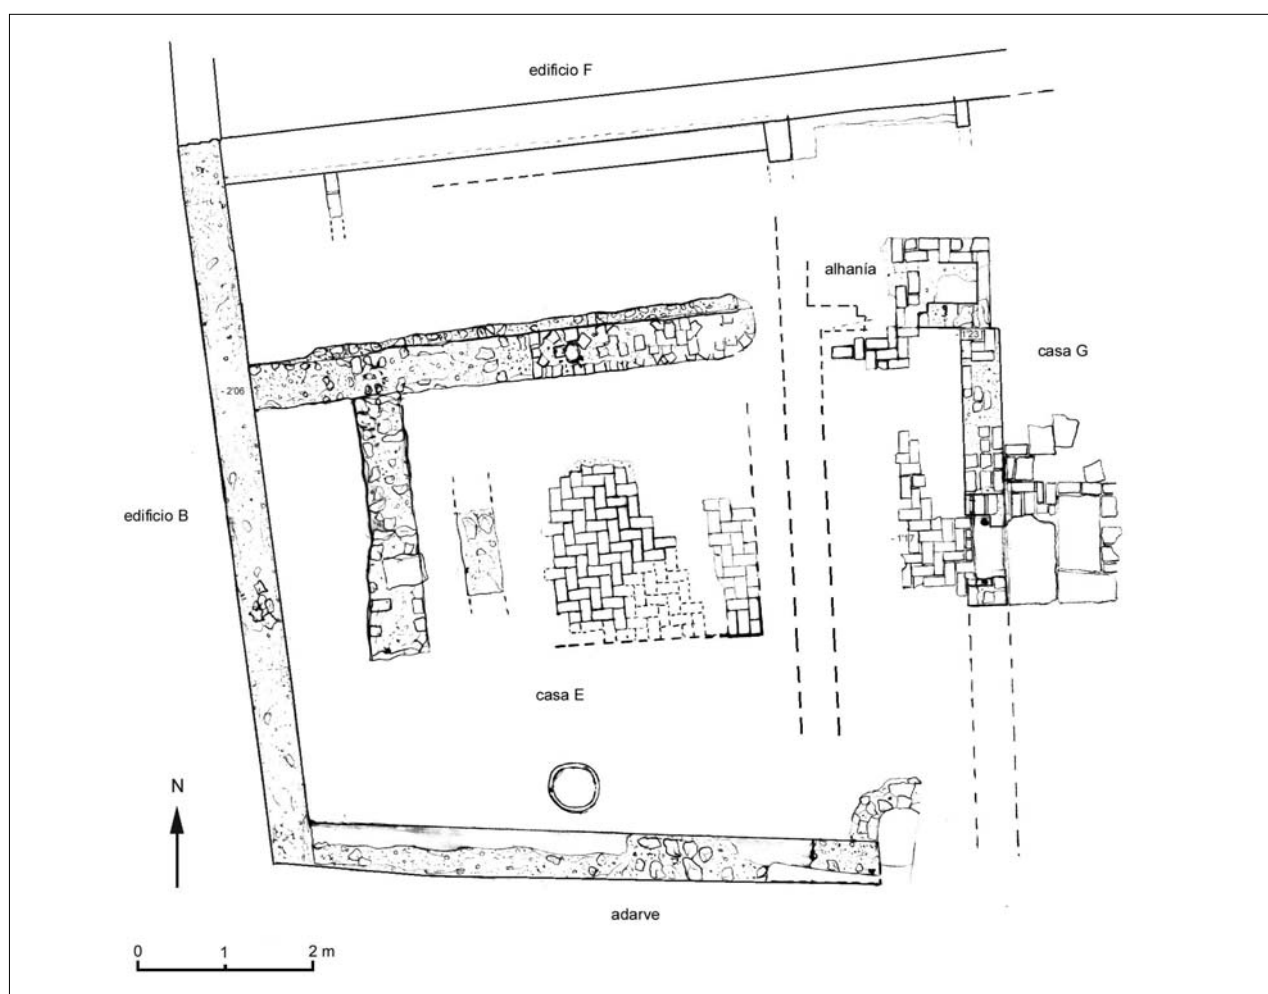 edificio F
alhanía
1'23
casa G
- 2'06
edificio B
- 1'17
casa E
N
adarve
0 1 2 m